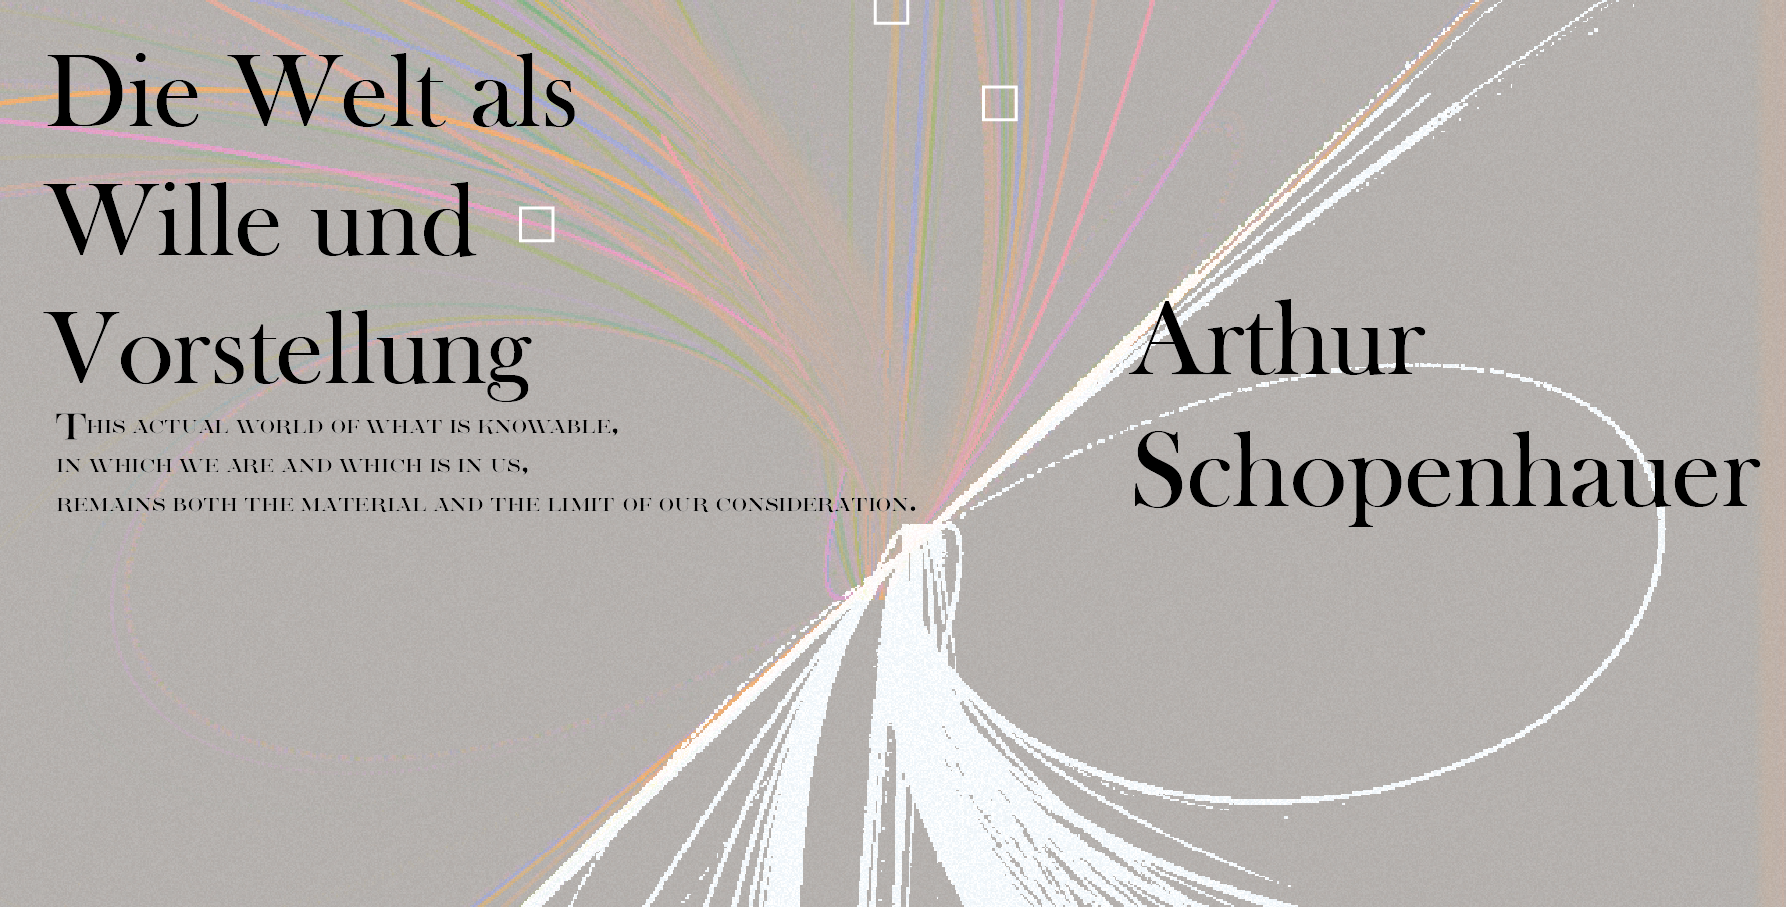 Die Welt als
Wille und
Vorstellung
This actual world of what is knowable,
in which we are and which is in us,
remains both the material and the limit of our consideration.
Arthur
Schopenhauer